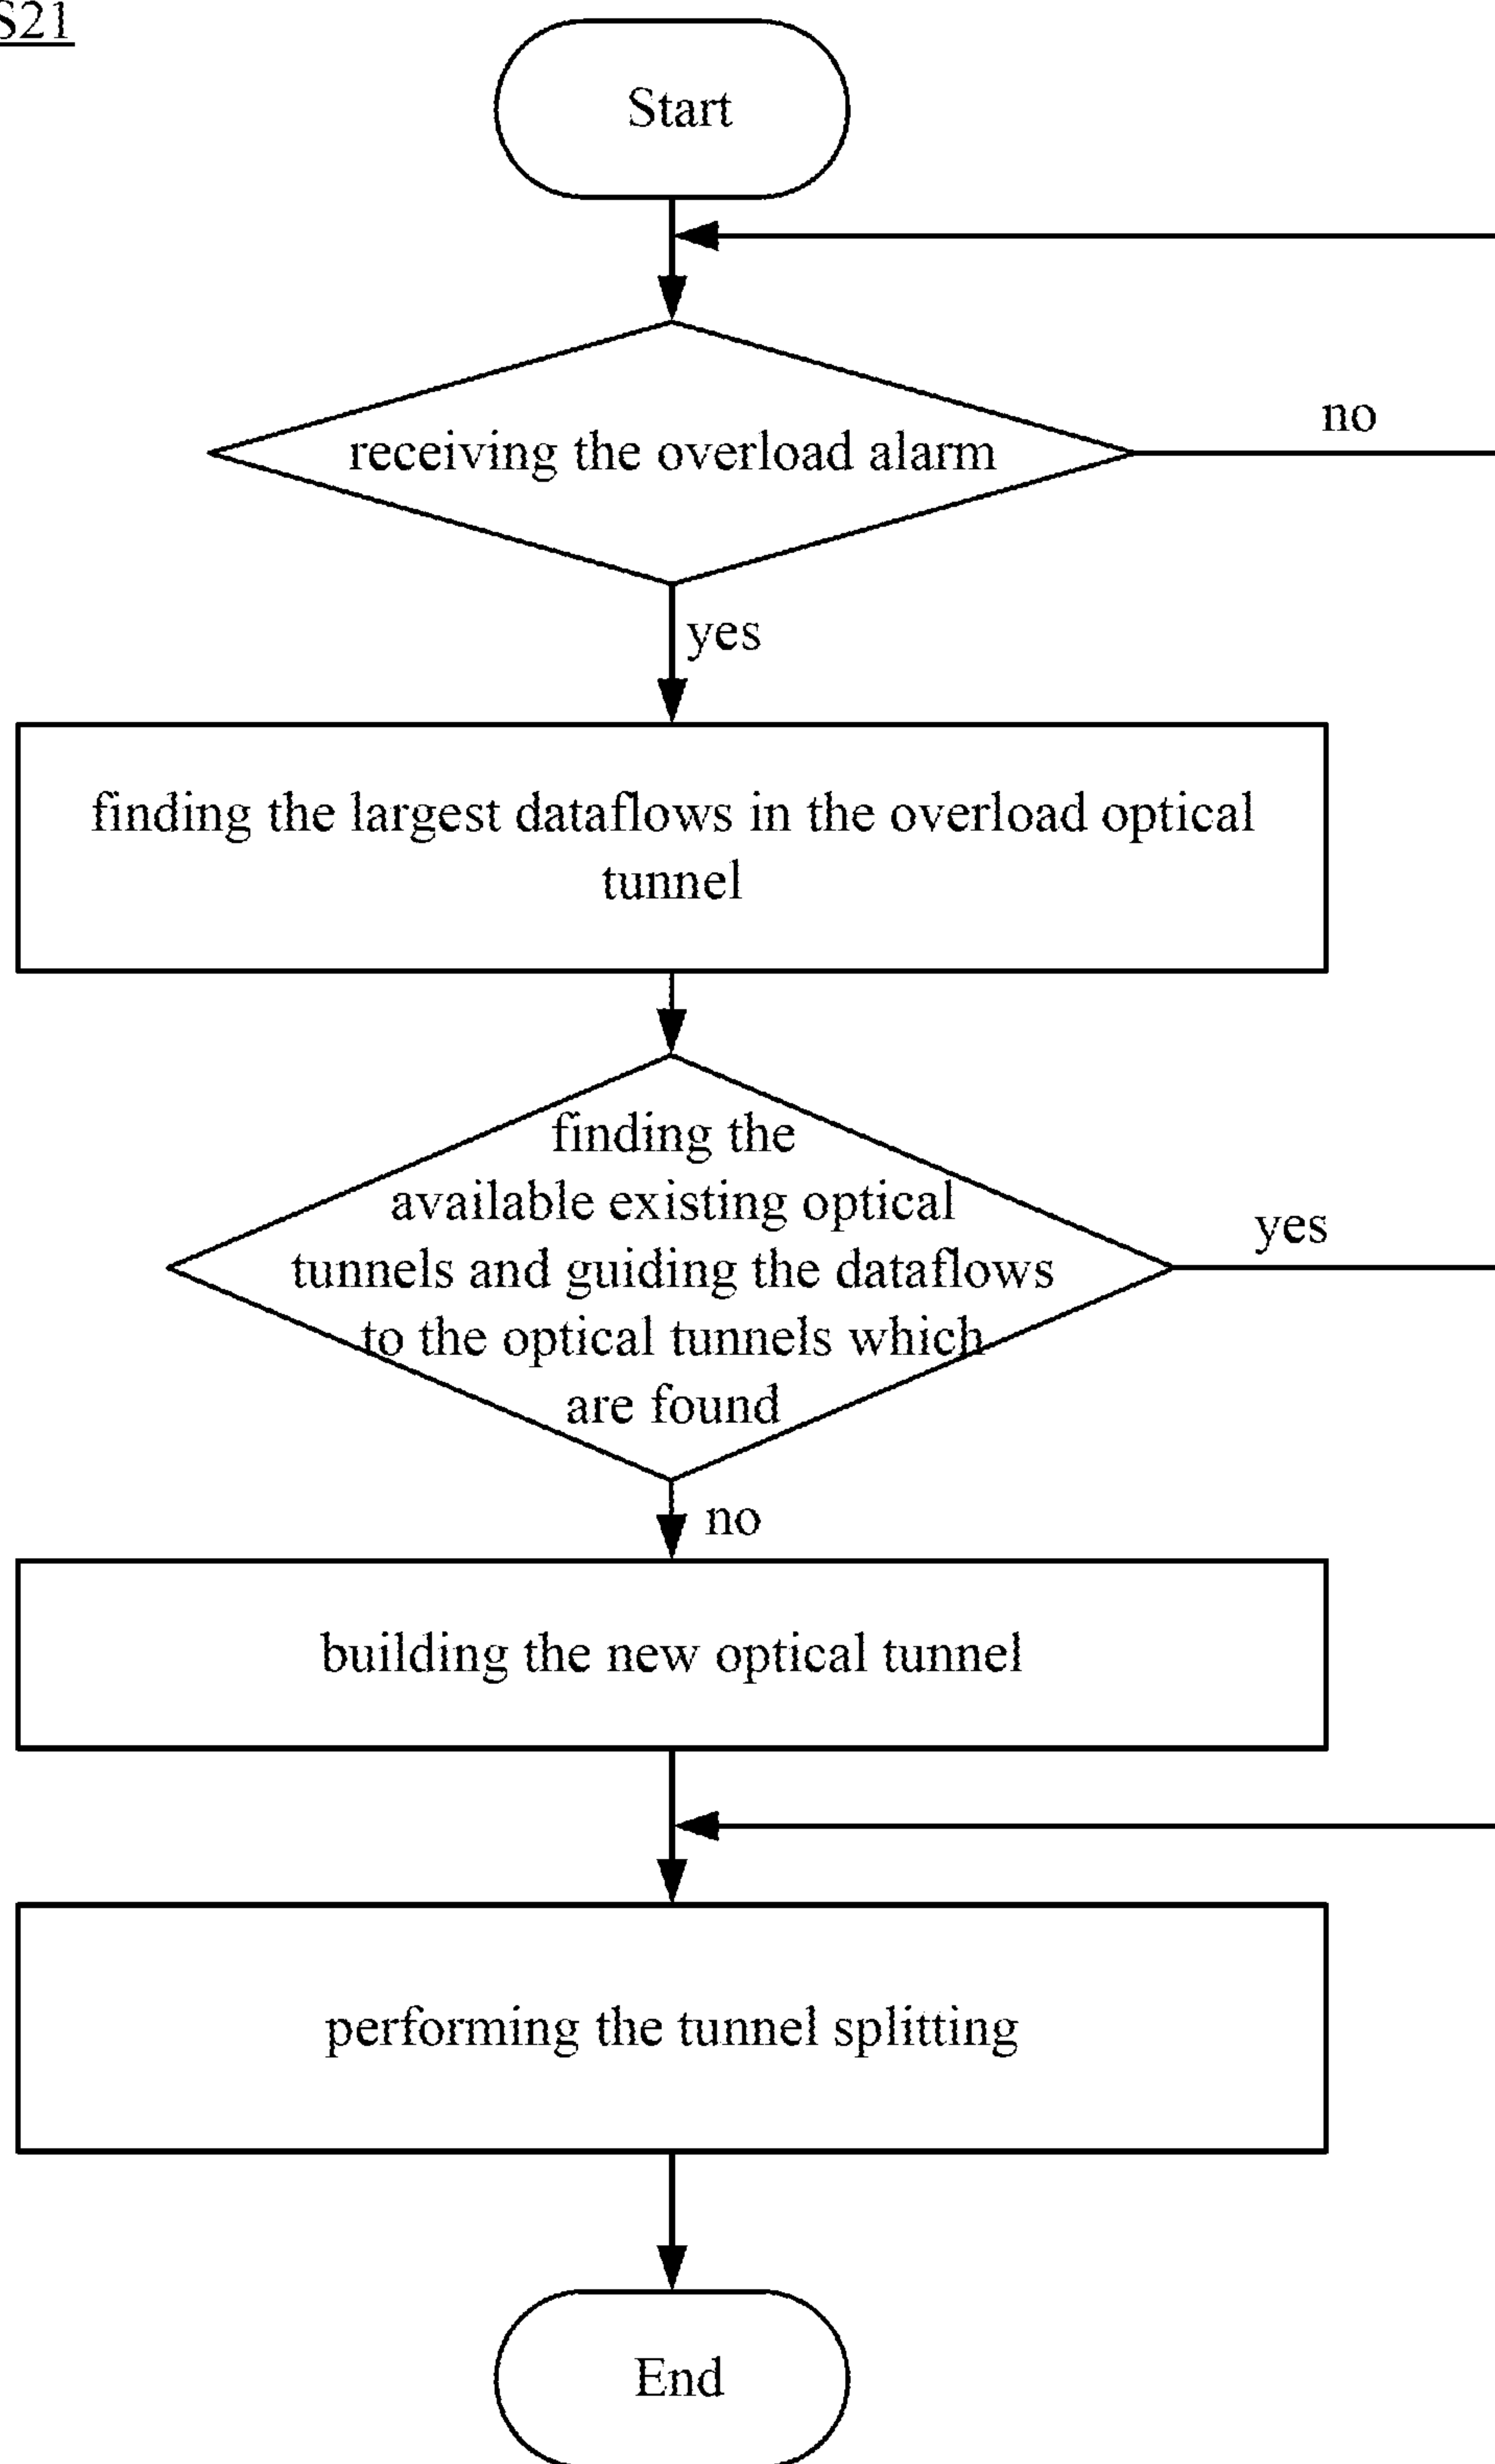 S21
Start
receiving the overload alarm
no
yes
finding the largest dataflows in the overload optical
tunnel
finding the
available existing optical
tunnels and guiding the dataflows
to the optical tunnels which
are found
yes
no
building the new optical tunnel
performing the tunnel splitting
End